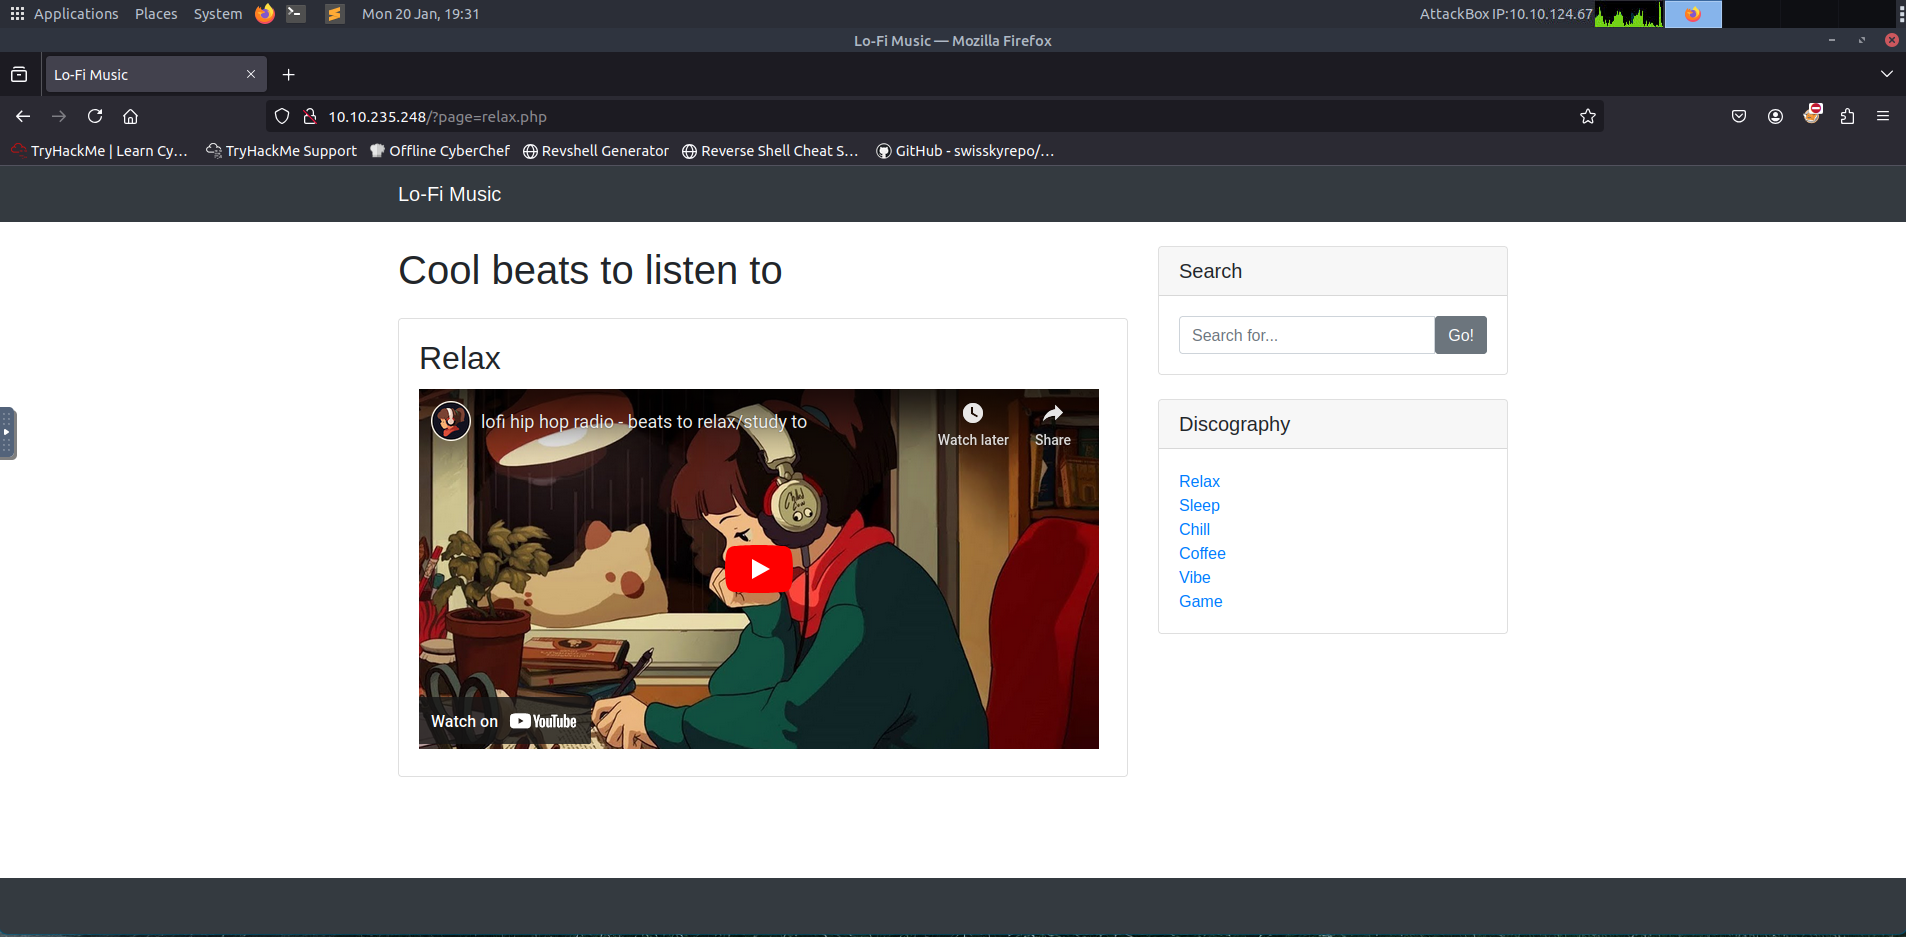 Applications Places System Mon 20 Jan, 19:31 AttackBox IP:10.10.124.67
Lo-Fi Music — Mozilla Firefox
Lo-Fi Music
10.10.235.248/?page=relax.php
TryHackMe | Learn Cy… TryHackMe Support Offline CyberChef Revshell Generator Reverse Shell Cheat S… GitHub - swisskyrepo/…
Lo-Fi Music
Cool beats to listen to
Relax
lofi hip hop radio - beats to relax/study to
Watch later Share
Watch on YouTube
Search
Search for... Go!
Discography
Relax
Sleep
Chill
Coffee
Vibe
Game